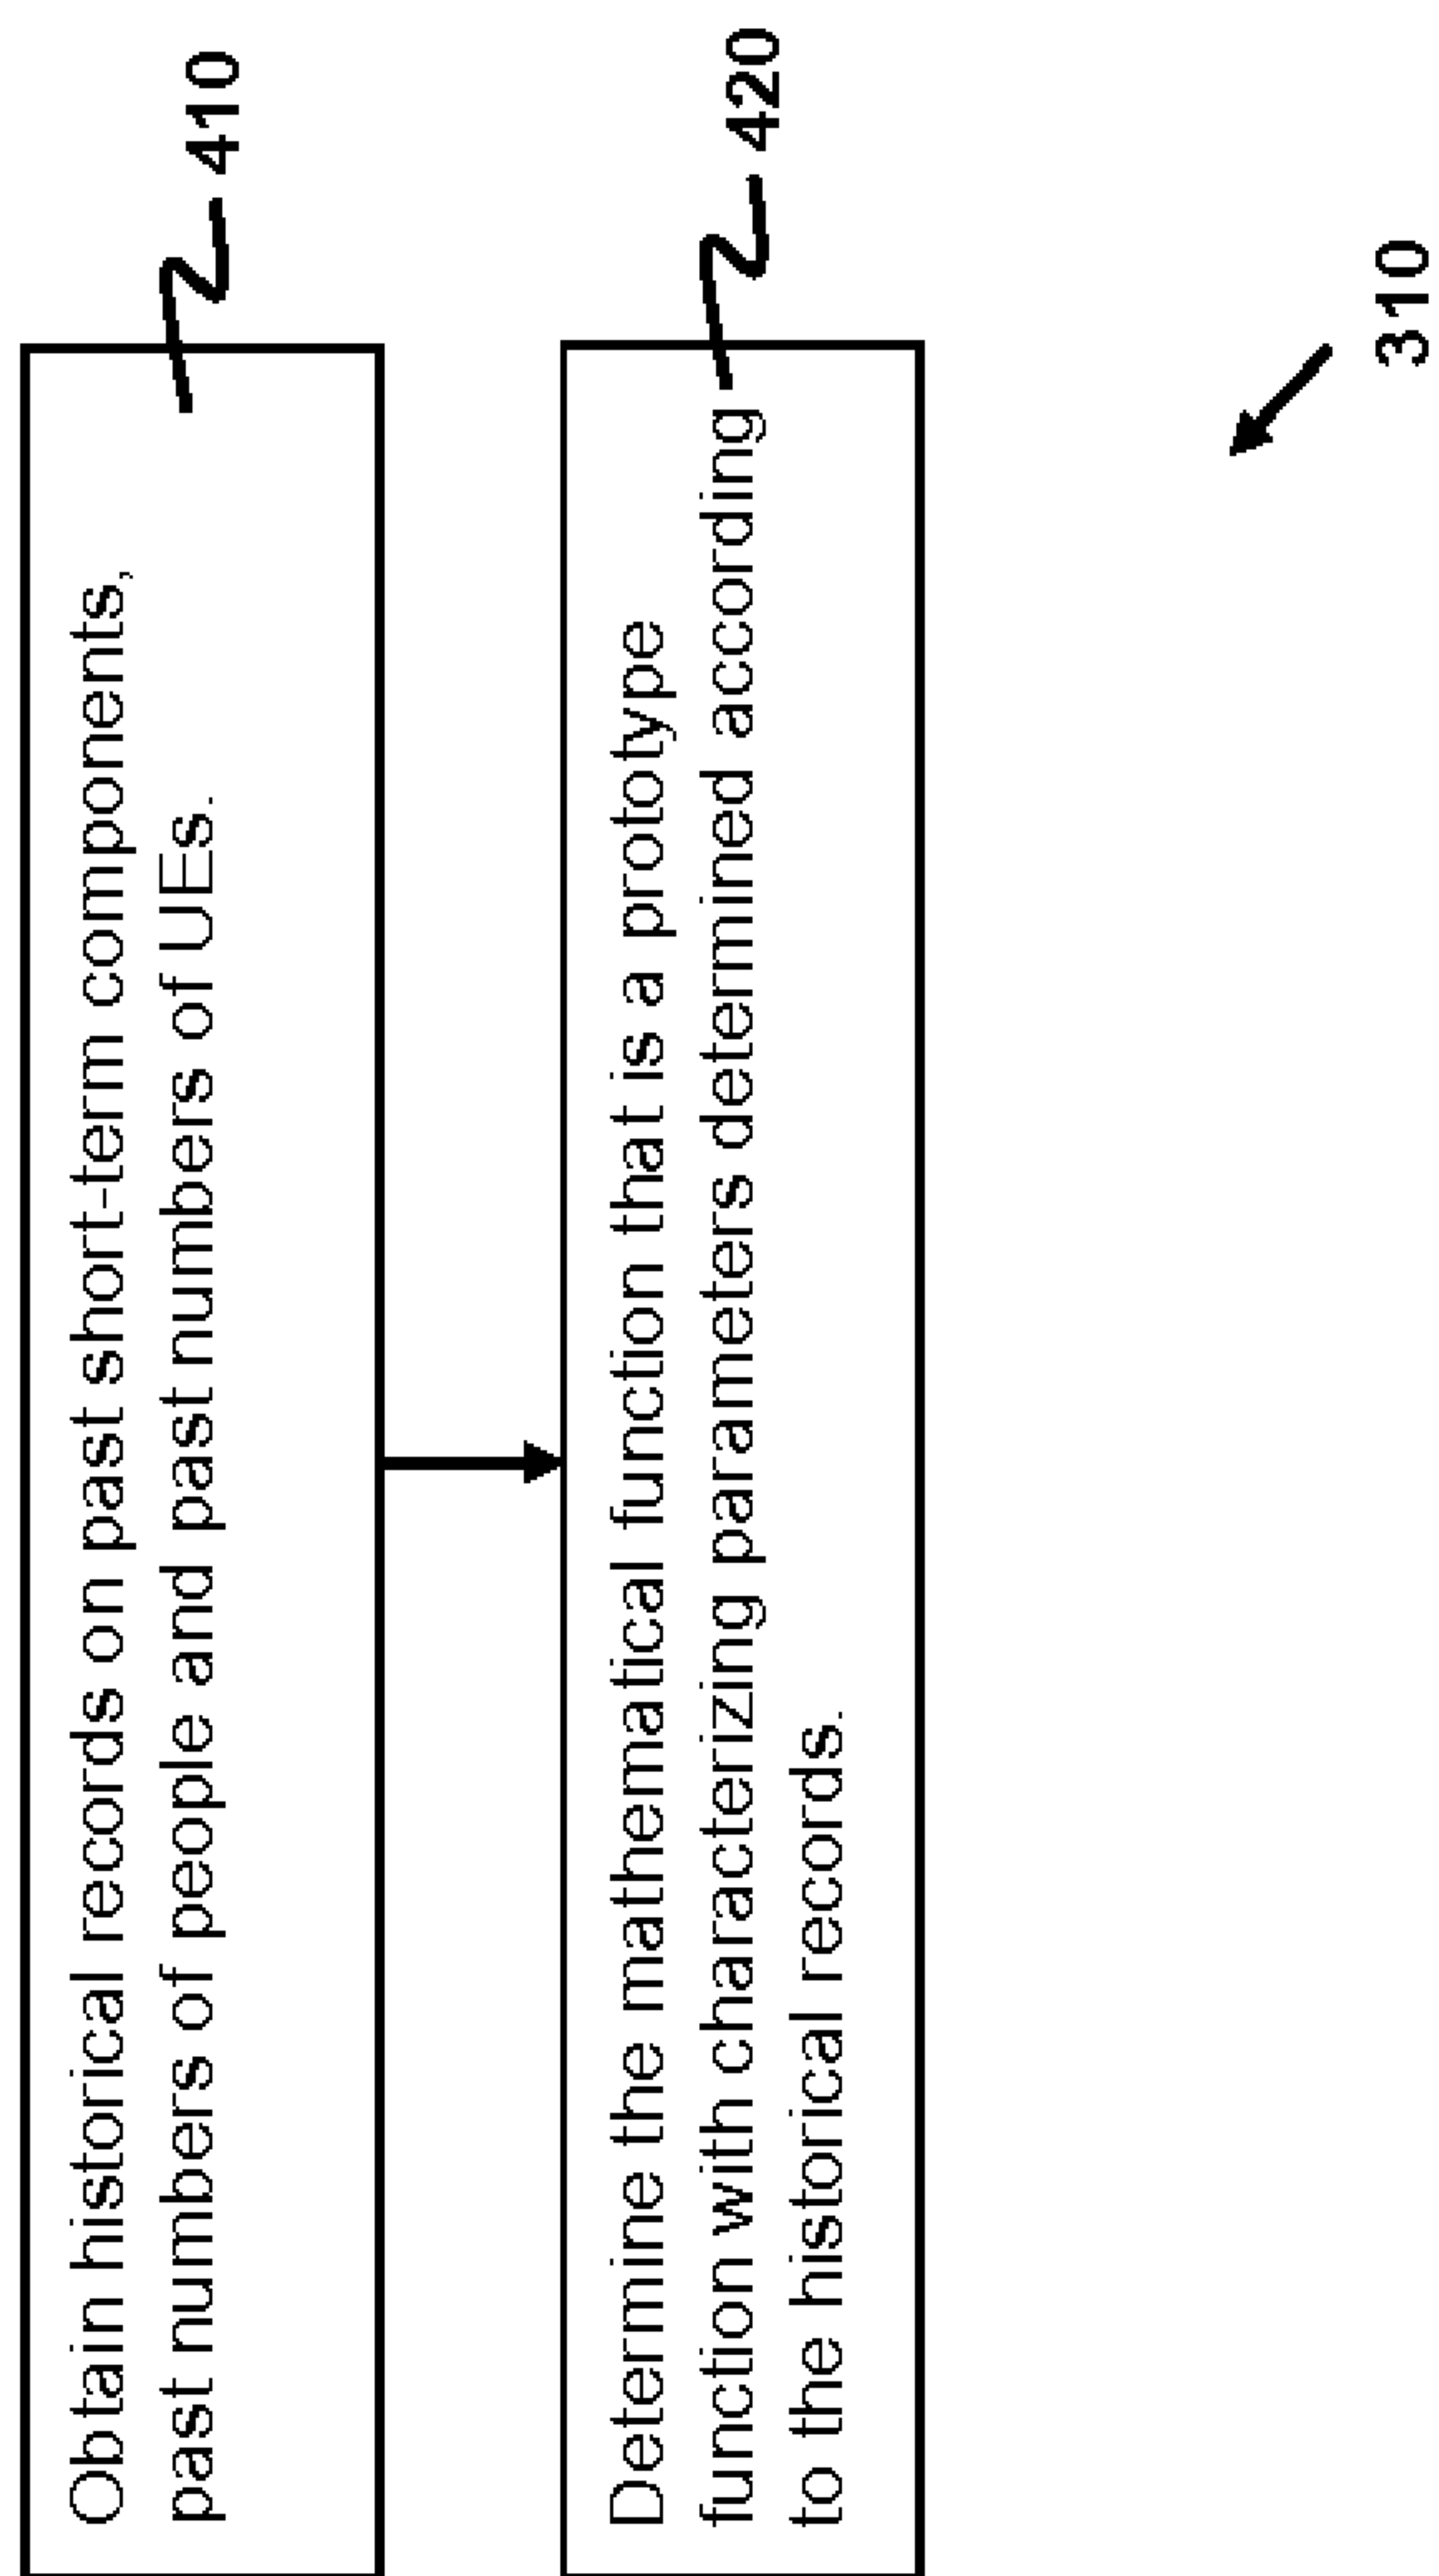 Obtain historical records on past short-term components,
past numbers of people and past numbers of UEs.
410
Determine the mathematical function that is a prototype
function with characterizing parameters determined according
to the historical records.
420
310